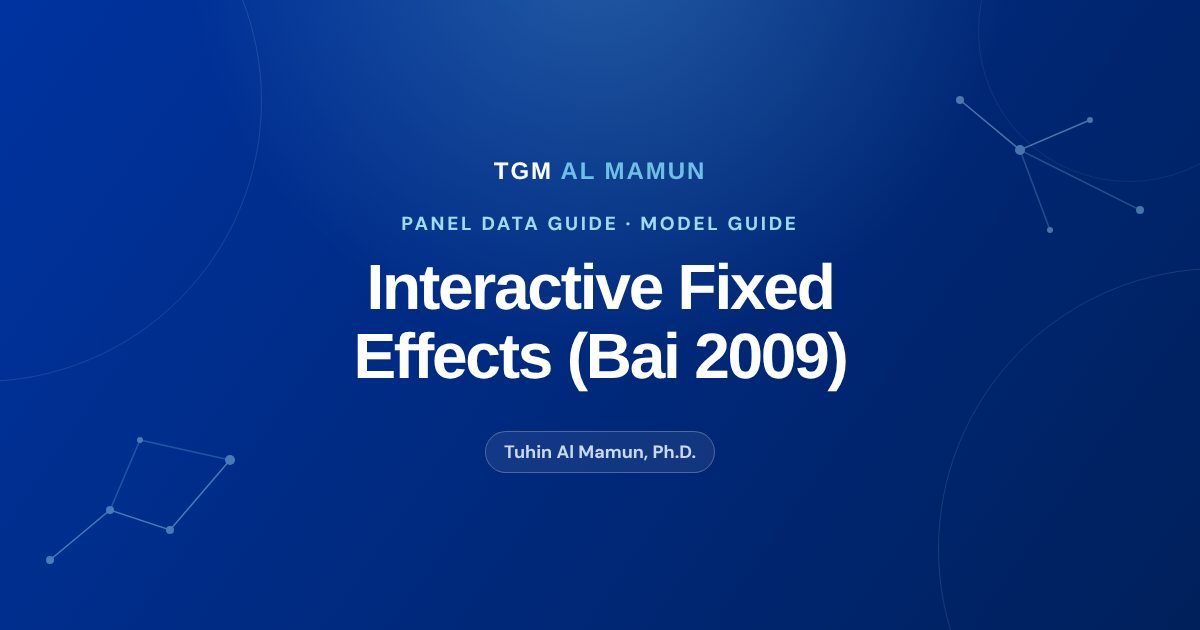 TGM AL MAMUN
PANEL DATA GUIDE · MODEL GUIDE
Interactive Fixed
Effects (Bai 2009)
Tuhin Al Mamun, Ph.D.